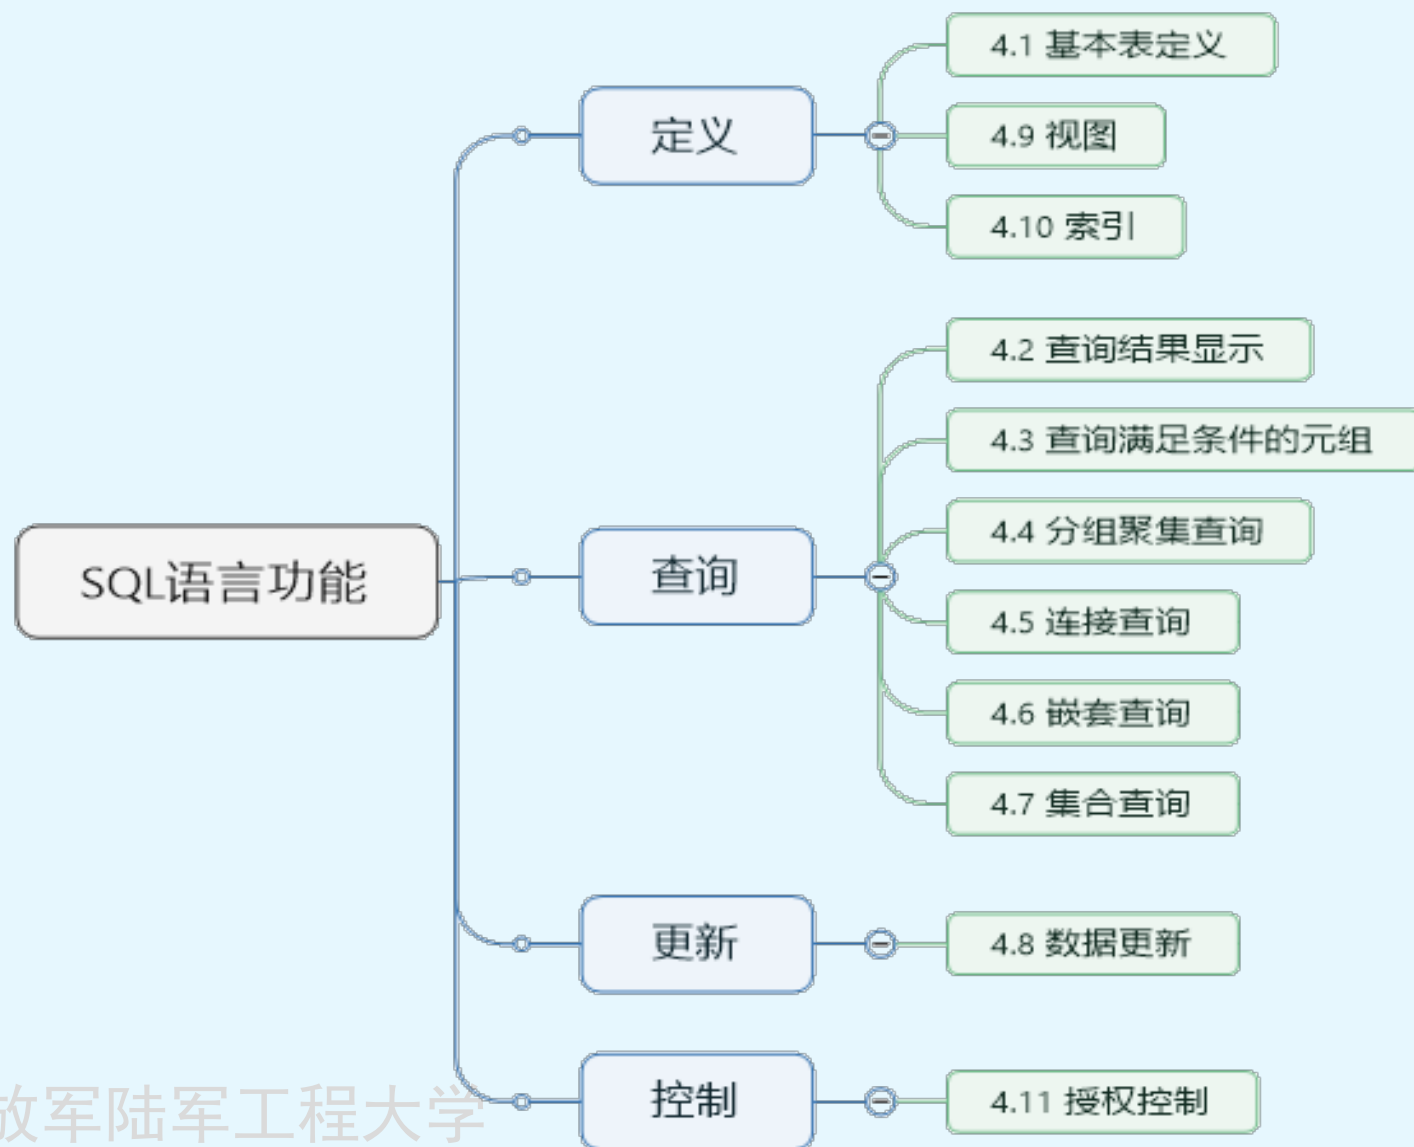 SQL语言功能
定义
4.1 基本表定义
4.9 视图
4.10 索引
查询
4.2 查询结果显示
4.3 查询满足条件的元组
4.4 分组聚集查询
4.5 连接查询
4.6 嵌套查询
4.7 集合查询
更新
4.8 数据更新
控制
4.11 授权控制
放军陆军工程大学